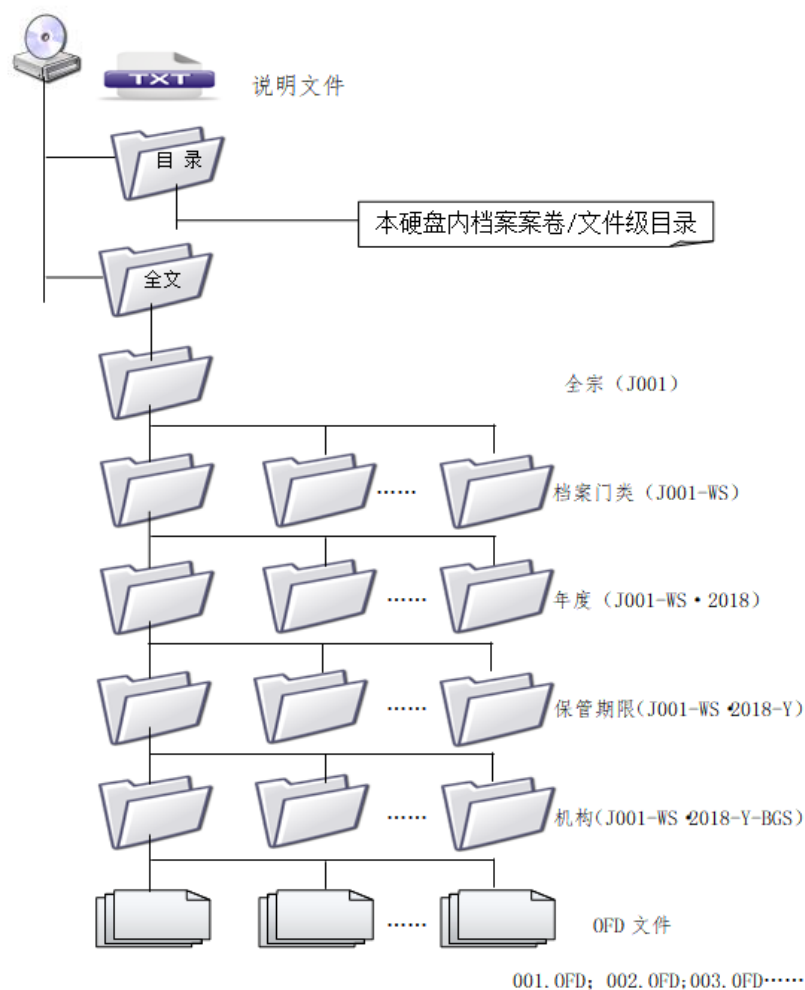 TXT
说明文件
目 录
本硬盘内档案案卷/文件级目录
全文
全宗（J001）
……
档案门类（J001-WS）
……
年度（J001-WS·2018）
……
保管期限(J001-WS·2018-Y)
……
机构(J001-WS·2018-Y-BGS)
……
OFD 文件
001.OFD; 002.OFD;003.OFD……